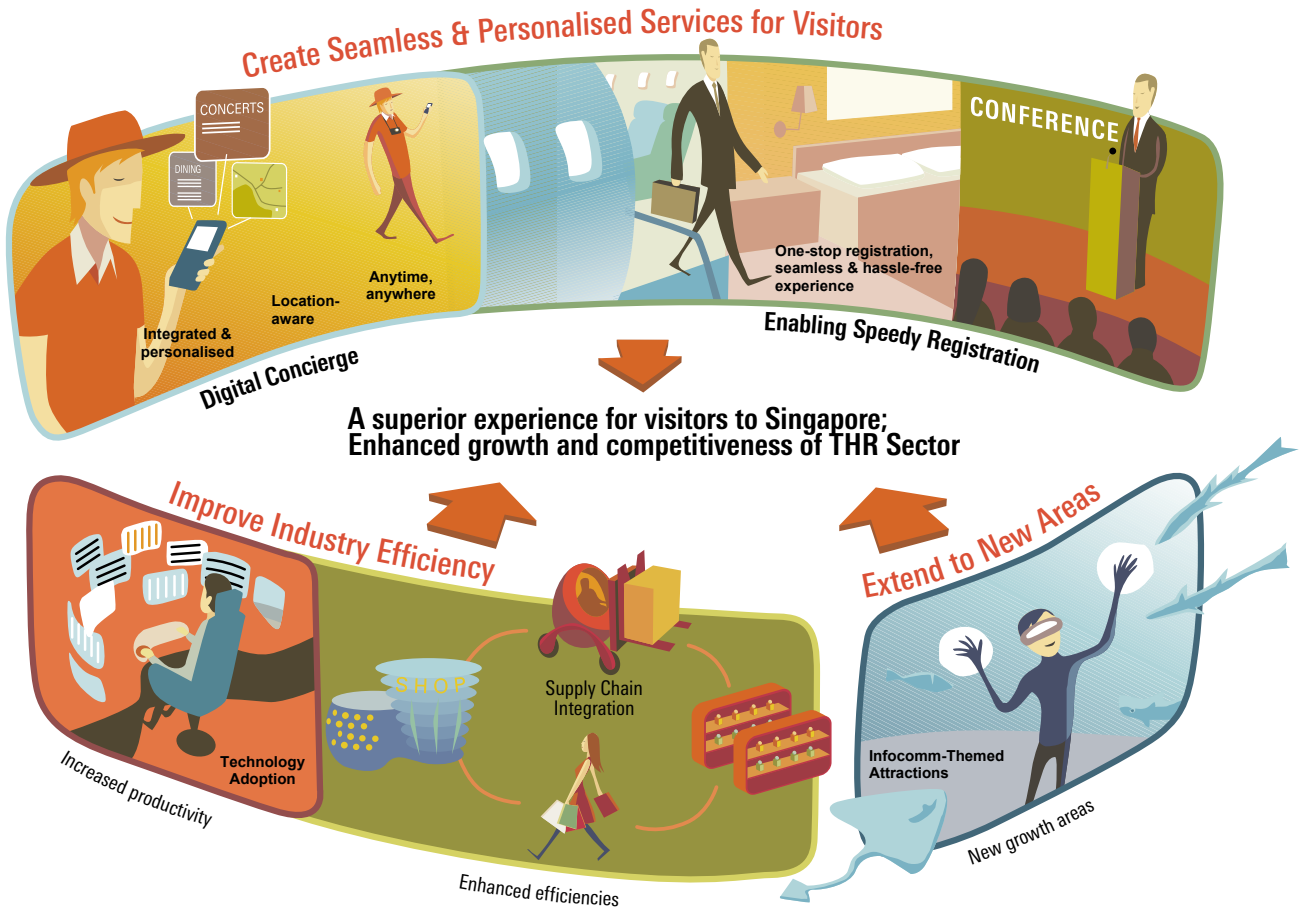 Create Seamless & Personalised Services for Visitors
CONCERTS
DINING
Integrated &
personalised
Location-
aware
Anytime,
anywhere
Digital Concierge
CONFERENCE
One-stop registration,
seamless & hassle-free
experience
Enabling Speedy Registration
A superior experience for visitors to Singapore;
Enhanced growth and competitiveness of THR Sector
Improve Industry Efficiency
Technology
Adoption
Increased productivity
SHOP
Supply Chain
Integration
Enhanced efficiencies
Extend to New Areas
Infocomm-Themed
Attractions
New growth areas